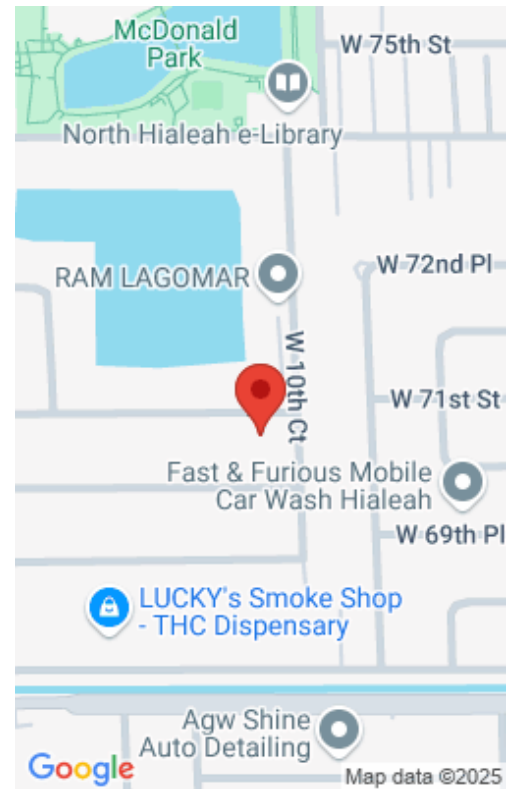 McDonald
Park
W 75th St
North Hialeah e-Library
W 72nd Pl
RAM LAGOMAR
W 10th Ct
W 71st St
Fast & Furious Mobile
Car Wash Hialeah
W 69th Pl
LUCKY's Smoke Shop
- THC Dispensary
Agw Shine
Auto Detailing
Google
Map data ©2025